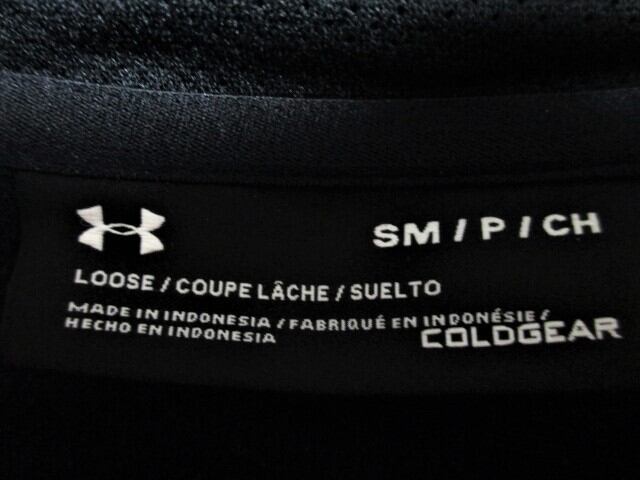 SM / P / CH
LOOSE / COUPE LÂCHE / SUELTO
MADE IN INDONESIA / FABRIQUÉ EN INDONÉSIE /
HECHO EN INDONESIA
COLDGEAR